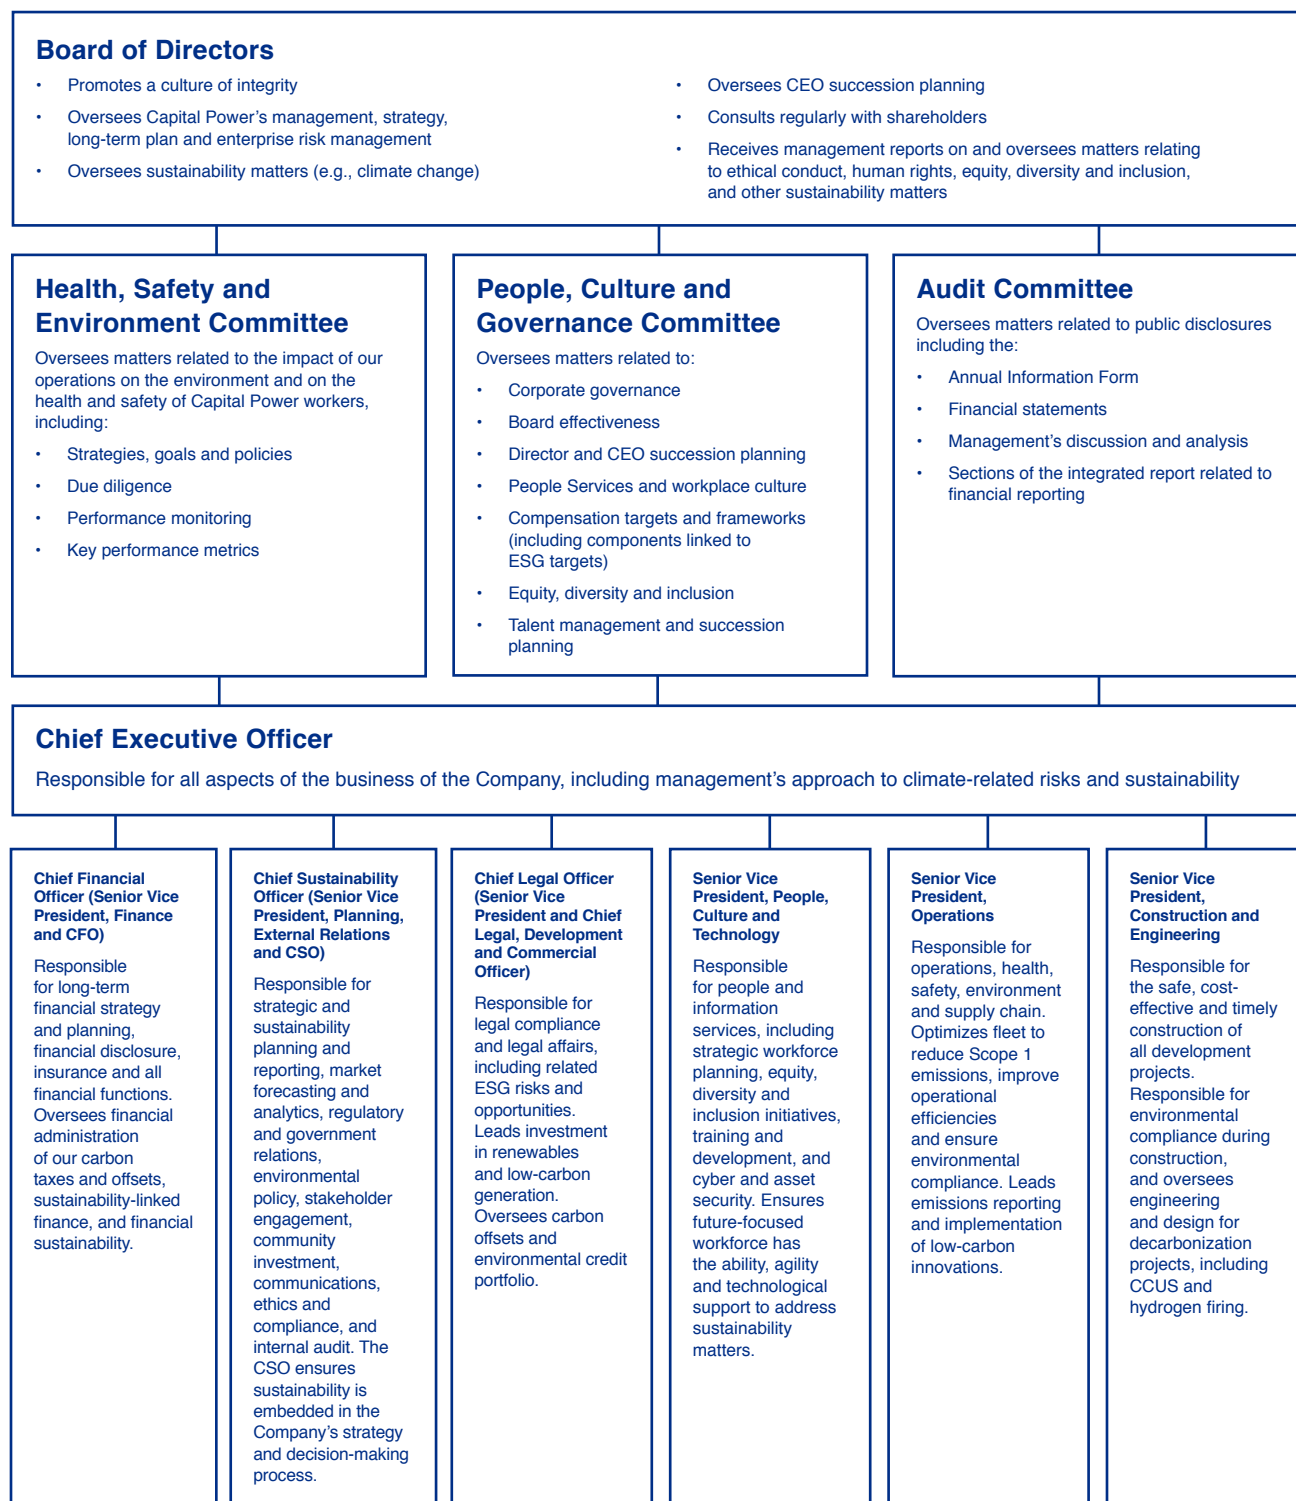 Board of Directors
• Promotes a culture of integrity
• Oversees Capital Power’s management, strategy,
long-term plan and enterprise risk management
• Oversees sustainability matters (e.g., climate change)
• Oversees CEO succession planning
• Consults regularly with shareholders
• Receives management reports on and oversees matters relating
to ethical conduct, human rights, equity, diversity and inclusion,
and other sustainability matters
Health, Safety and
Environment Committee
Oversees matters related to the impact of our
operations on the environment and on the
health and safety of Capital Power workers,
including:
• Strategies, goals and policies
• Due diligence
• Performance monitoring
• Key performance metrics
People, Culture and
Governance Committee
Oversees matters related to:
• Corporate governance
• Board effectiveness
• Director and CEO succession planning
• People Services and workplace culture
• Compensation targets and frameworks
(including components linked to
ESG targets)
• Equity, diversity and inclusion
• Talent management and succession
planning
Audit Committee
Oversees matters related to public disclosures
including the:
• Annual Information Form
• Financial statements
• Management’s discussion and analysis
• Sections of the integrated report related to
financial reporting
Chief Executive Officer
Responsible for all aspects of the business of the Company, including management’s approach to climate-related risks and sustainability
Chief Financial
Officer (Senior Vice
President, Finance
and CFO)
Responsible
for long-term
financial strategy
and planning,
financial disclosure,
insurance and all
financial functions.
Oversees financial
administration
of our carbon
taxes and offsets,
sustainability-linked
finance, and financial
sustainability.
Chief Sustainability
Officer (Senior Vice
President, Planning,
External Relations
and CSO)
Responsible for
strategic and
sustainability
planning and
reporting, market
forecasting and
analytics, regulatory
and government
relations,
environmental
policy, stakeholder
engagement,
community
investment,
communications,
ethics and
compliance, and
internal audit. The
CSO ensures
sustainability is
embedded in the
Company’s strategy
and decision-making
process.
Chief Legal Officer
(Senior Vice
President and Chief
Legal, Development
and Commercial
Officer)
Responsible for
legal compliance
and legal affairs,
including related
ESG risks and
opportunities.
Leads investment
in renewables
and low-carbon
generation.
Oversees carbon
offsets and
environmental credit
portfolio.
Senior Vice
President, People,
Culture and
Technology
Responsible
for people and
information
services, including
strategic workforce
planning, equity,
diversity and
inclusion initiatives,
training and
development, and
cyber and asset
security. Ensures
future-focused
workforce has
the ability, agility
and technological
support to address
sustainability
matters.
Senior Vice
President,
Operations
Responsible for
operations, health,
safety, environment
and supply chain.
Optimizes fleet to
reduce Scope 1
emissions, improve
operational
efficiencies
and ensure
environmental
compliance. Leads
emissions reporting
and implementation
of low-carbon
innovations.
Senior Vice
President,
Construction and
Engineering
Responsible for
the safe, cost-
effective and timely
construction of
all development
projects.
Responsible for
environmental
compliance during
construction,
and oversees
engineering
and design for
decarbonization
projects, including
CCUS and
hydrogen firing.